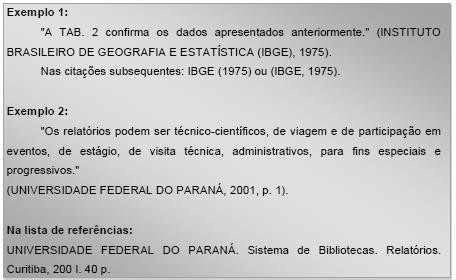 Exemplo 1:
"A TAB. 2 confirma os dados apresentados anteriormente." (INSTITUTO
BRASILEIRO DE GEOGRAFIA E ESTATÍSTICA (IBGE), 1975).
Nas citações subsequentes: IBGE (1975) ou (IBGE, 1975).
Exemplo 2:
"Os relatórios podem ser técnico-científicos, de viagem e de participação em
eventos, de estágio, de visita técnica, administrativos, para fins especiais e
progressivos."
(UNIVERSIDADE FEDERAL DO PARANÁ, 2001, p. 1).
Na lista de referências:
UNIVERSIDADE FEDERAL DO PARANÁ. Sistema de Bibliotecas. Relatórios.
Curitiba, 200 I. 40 p.